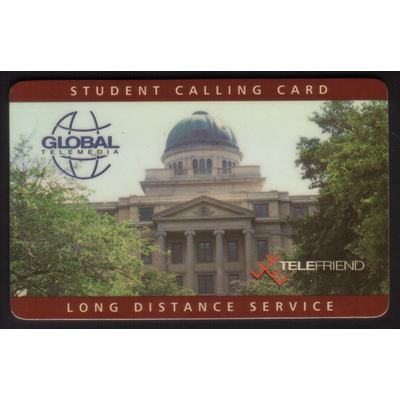 STUDENT CALLING CARD
GLOBAL
TELEMEDIA
TELEFRIEND
LONG DISTANCE SERVICE